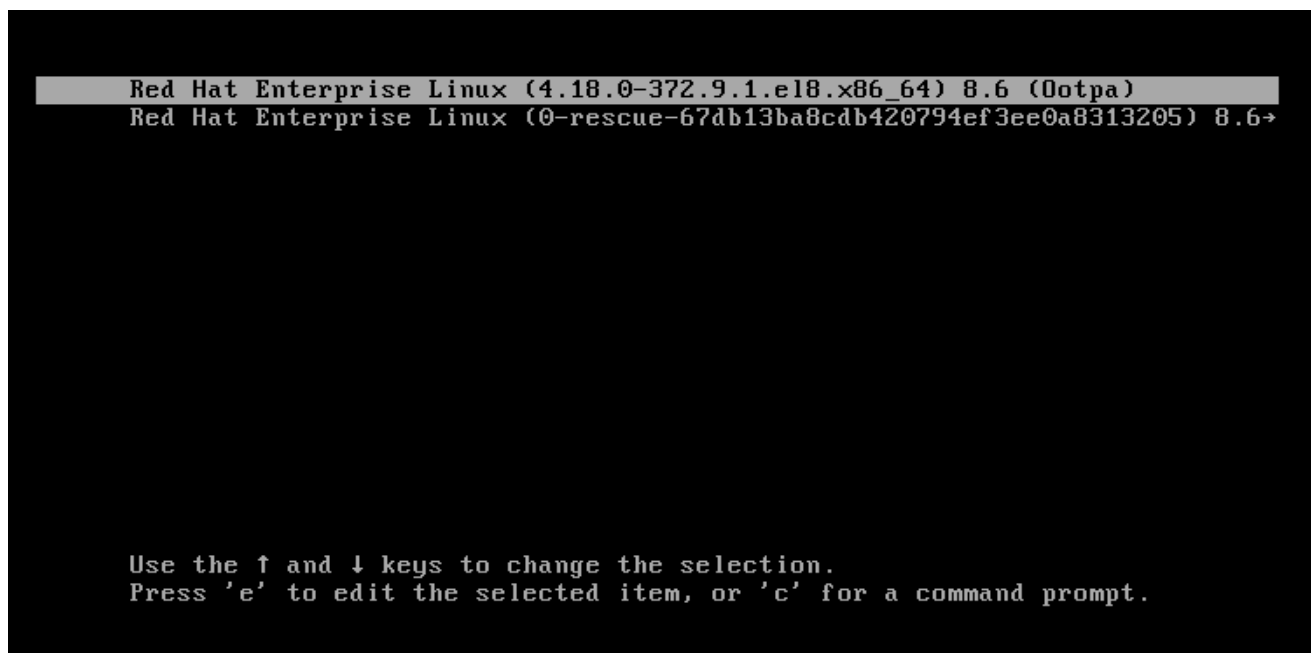 Red Hat Enterprise Linux (4.18.0-372.9.1.el8.x86_64) 8.6 (Ootpa)
Red Hat Enterprise Linux (0-rescue-67db13ba8cdb420794ef3ee0a8313205) 8.6→
Use the ↑ and ↓ keys to change the selection.
Press 'e' to edit the selected item, or 'c' for a command prompt.